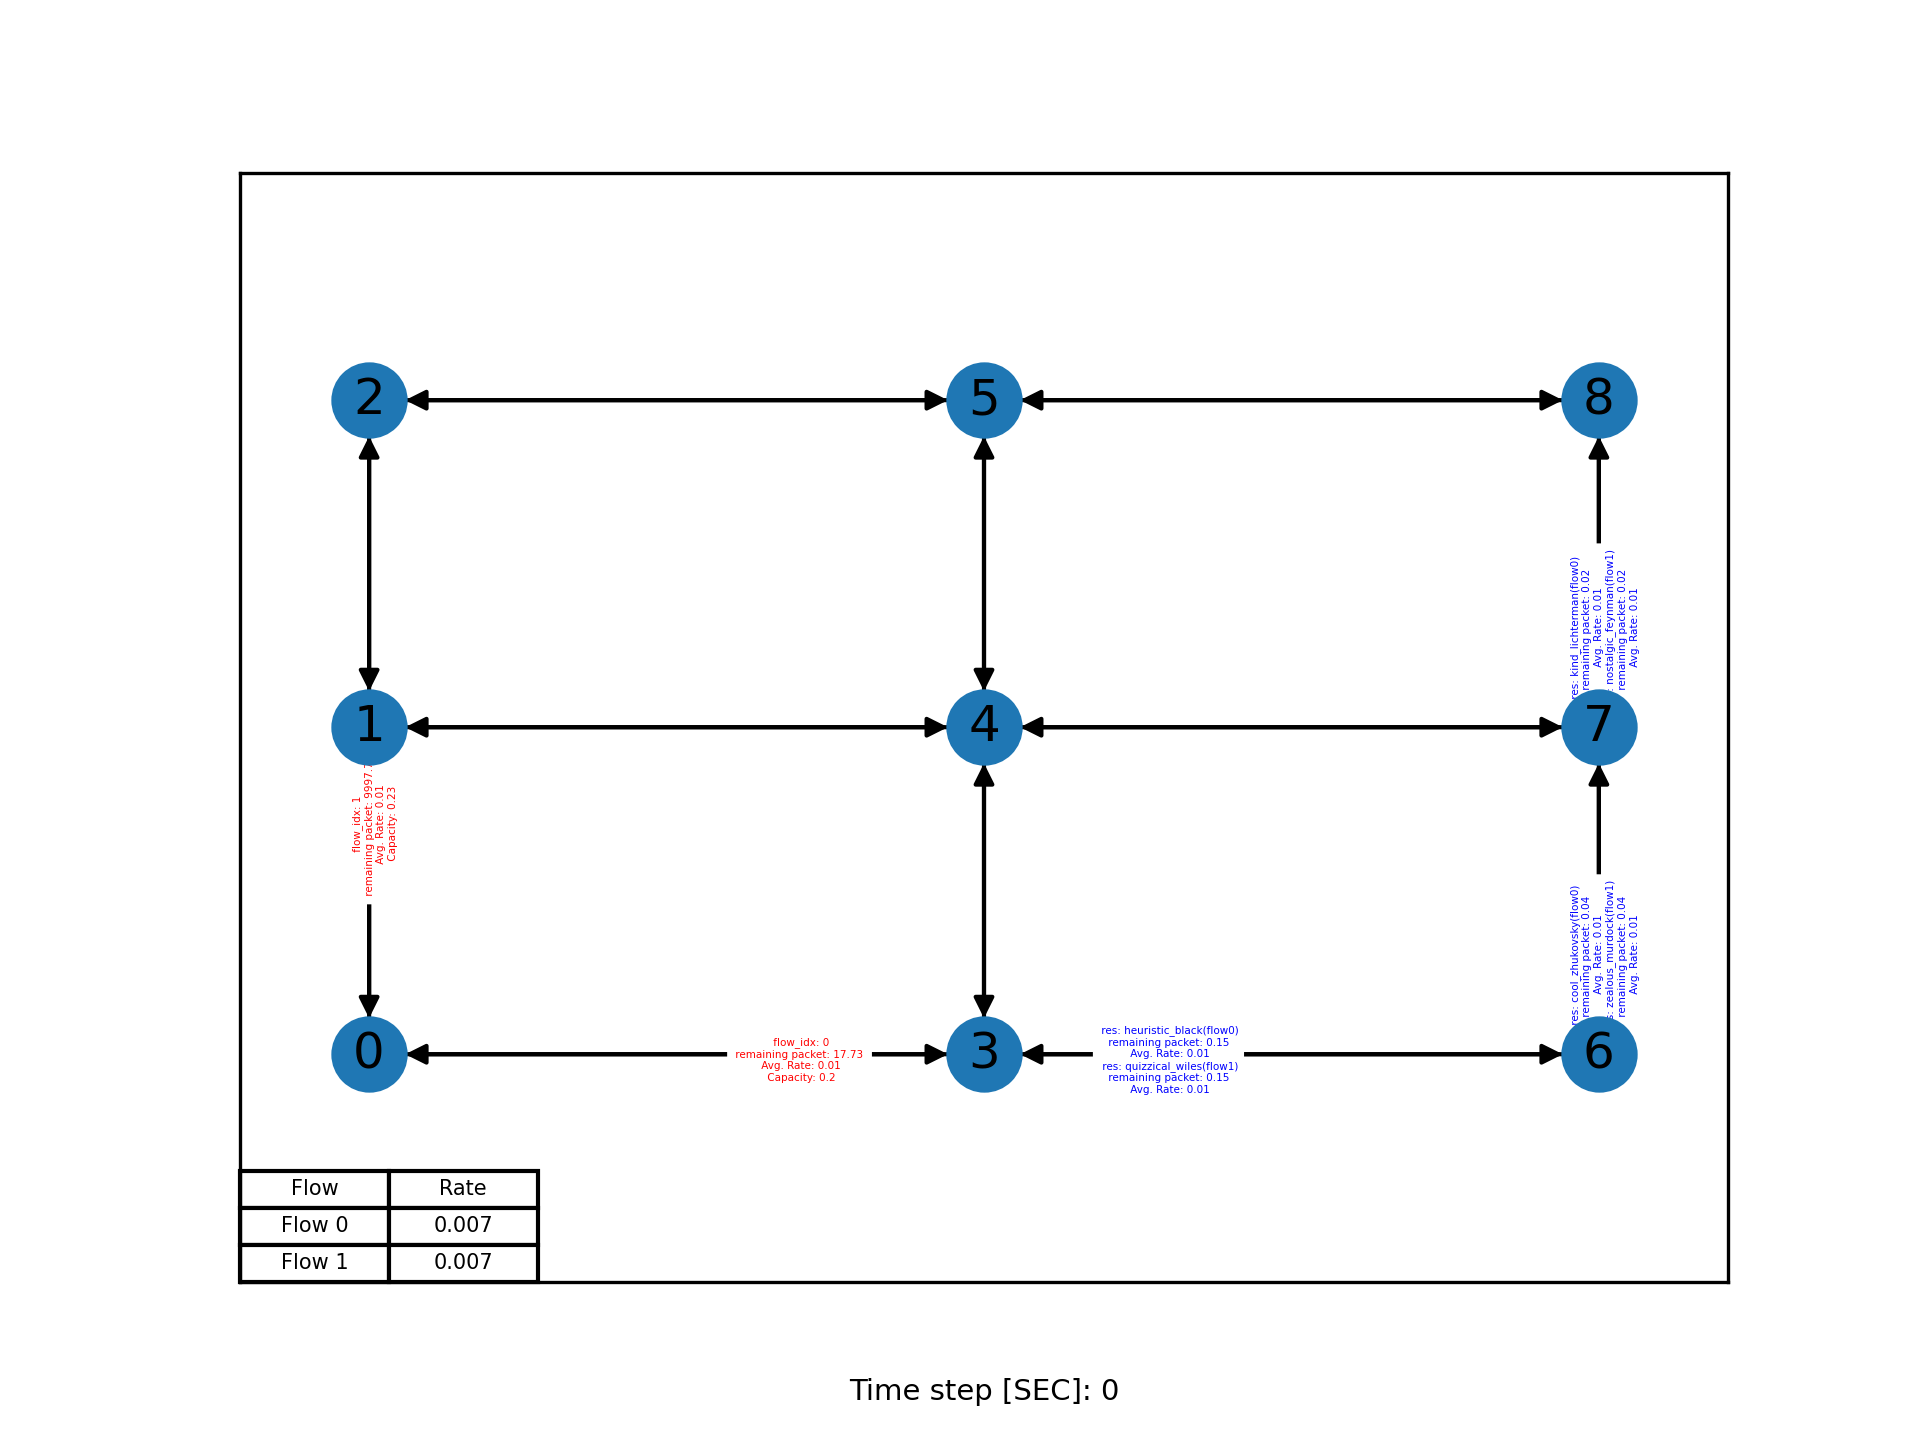 2
5
8
res: kind_lichterman(flow0)
remaining packet: 0.02
Avg. Rate: 0.01
: nostalgic_feynman(flow1)
remaining packet: 0.02
Avg. Rate: 0.01
1
4
7
flow_idx: 1
remaining packet: 9997.
Avg. Rate: 0.01
Capacity: 0.23
res: cool_zhukovsky(flow0)
remaining packet: 0.04
Avg. Rate: 0.01
s: zealous_murdock(flow1)
remaining packet: 0.04
Avg. Rate: 0.01
0
flow_idx: 0
remaining packet: 17.73
Avg. Rate: 0.01
Capacity: 0.2
3
res: heuristic_black(flow0)
remaining packet: 0.15
Avg. Rate: 0.01
res: quizzical_wiles(flow1)
remaining packet: 0.15
Avg. Rate: 0.01
6
Flow Rate
Flow 0 0.007
Flow 1 0.007
Time step [SEC]: 0